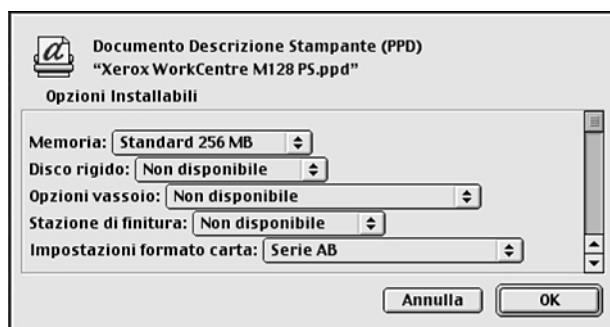 Documento Descrizione Stampante (PPD)
“Xerox WorkCentre M128 PS.ppd”
Opzioni Installabili
Memoria: Standard 256 MB
Disco rigido: Non disponibile
Opzioni vassoio: Non disponibile
Stazione di finitura: Non disponibile
Impostazioni formato carta: Serie AB
Annulla OK